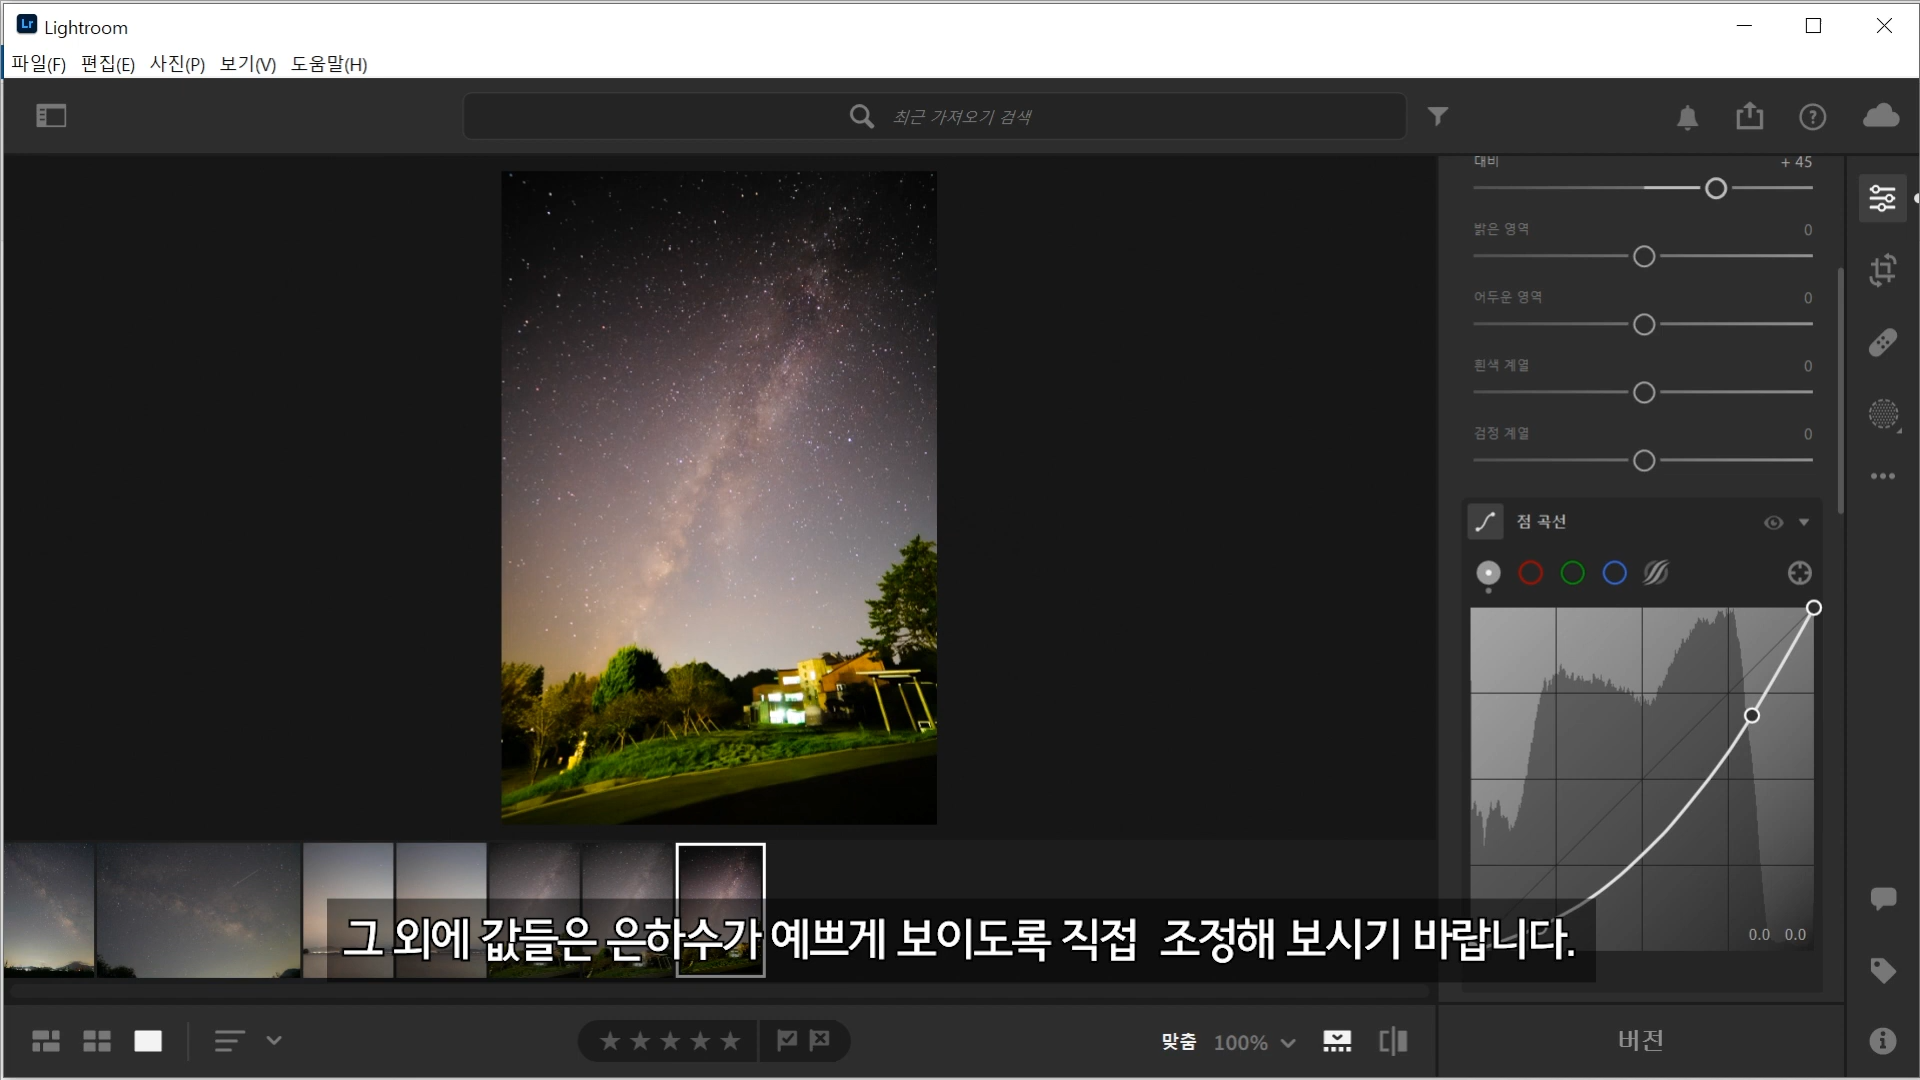 Lr Lightroom
파일(F) 편집(E) 사진(P) 보기(V) 도움말(H)
최근 가져오기 검색
대비 + 45
밝은 영역 0
어두운 영역 0
흰색 계열 0
검정 계열 0
점 곡선
0.0 0.0
그 외에 값들은 은하수가 예쁘게 보이도록 직접 조정해 보시기 바랍니다.
맞춤 100%
버전